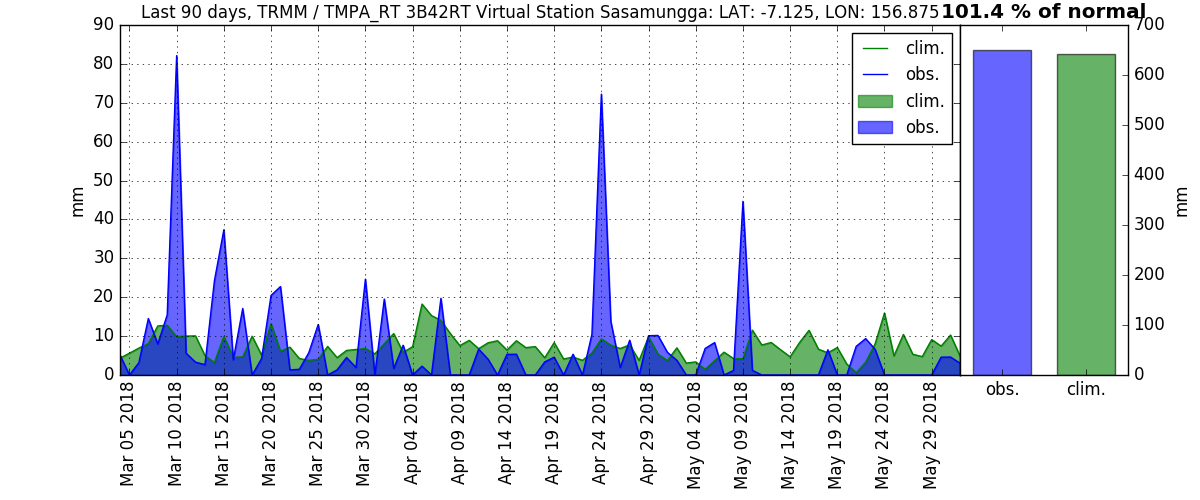 Last 90 days, TRMM / TMPA_RT 3B42RT Virtual Station Sasamungga: LAT: -7.125, LON: 156.875
101.4 % of normal
90
80
70
60
50
40
30
20
10
0
mm
clim.
obs.
clim.
obs.
Mar 05 2018
Mar 10 2018
Mar 15 2018
Mar 20 2018
Mar 25 2018
Mar 30 2018
Apr 04 2018
Apr 09 2018
Apr 14 2018
Apr 19 2018
Apr 24 2018
Apr 29 2018
May 04 2018
May 09 2018
May 14 2018
May 19 2018
May 24 2018
May 29 2018
700
600
500
400
300
200
100
0
mm
obs.
clim.